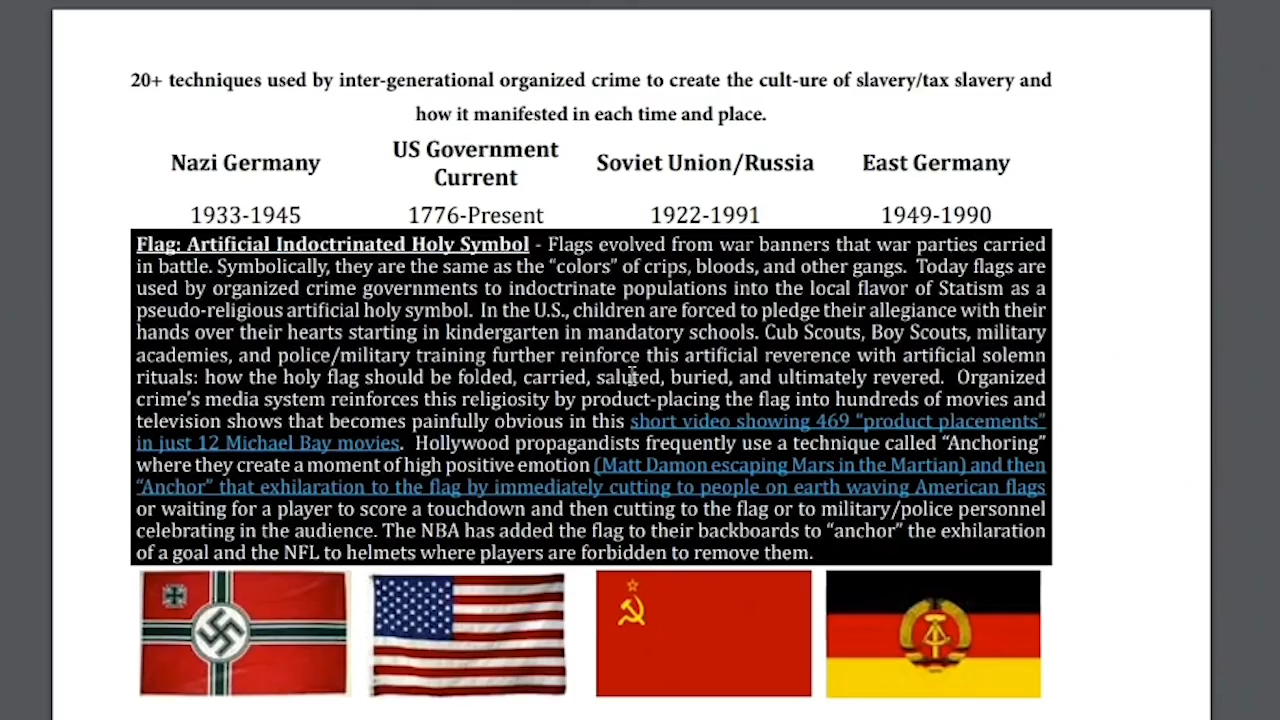 20+ techniques used by inter-generational organized crime to create the cult-ure of slavery/tax slavery and
how it manifested in each time and place.
Nazi Germany
US Government
Current
Soviet Union/Russia
East Germany
1933-1945
1776-Present
1922-1991
1949-1990
Flag: Artificial Indoctrinated Holy Symbol - Flags evolved from war banners that war parties carried
in battle. Symbolically, they are the same as the “colors” of crips, bloods, and other gangs. Today flags are
used by organized crime governments to indoctrinate populations into the local flavor of Statism as a
pseudo-religious artificial holy symbol. In the U.S., children are forced to pledge their allegiance with their
hands over their hearts starting in kindergarten in mandatory schools. Cub Scouts, Boy Scouts, military
academies, and police/military training further reinforce this artificial reverence with artificial solemn
rituals: how the holy flag should be folded, carried, saluted, buried, and ultimately revered. Organized
crime’s media system reinforces this religiosity by product-placing the flag into hundreds of movies and
television shows that becomes painfully obvious in this short video showing 469 “product placements”
in just 12 Michael Bay movies. Hollywood propagandists frequently use a technique called “Anchoring”
where they create a moment of high positive emotion (Matt Damon escaping Mars in the Martian) and then
“Anchor” that exhilaration to the flag by immediately cutting to people on earth waving American flags
or waiting for a player to score a touchdown and then cutting to the flag or to military/police personnel
celebrating in the audience. The NBA has added the flag to their backboards to “anchor” the exhilaration
of a goal and the NFL to helmets where players are forbidden to remove them.